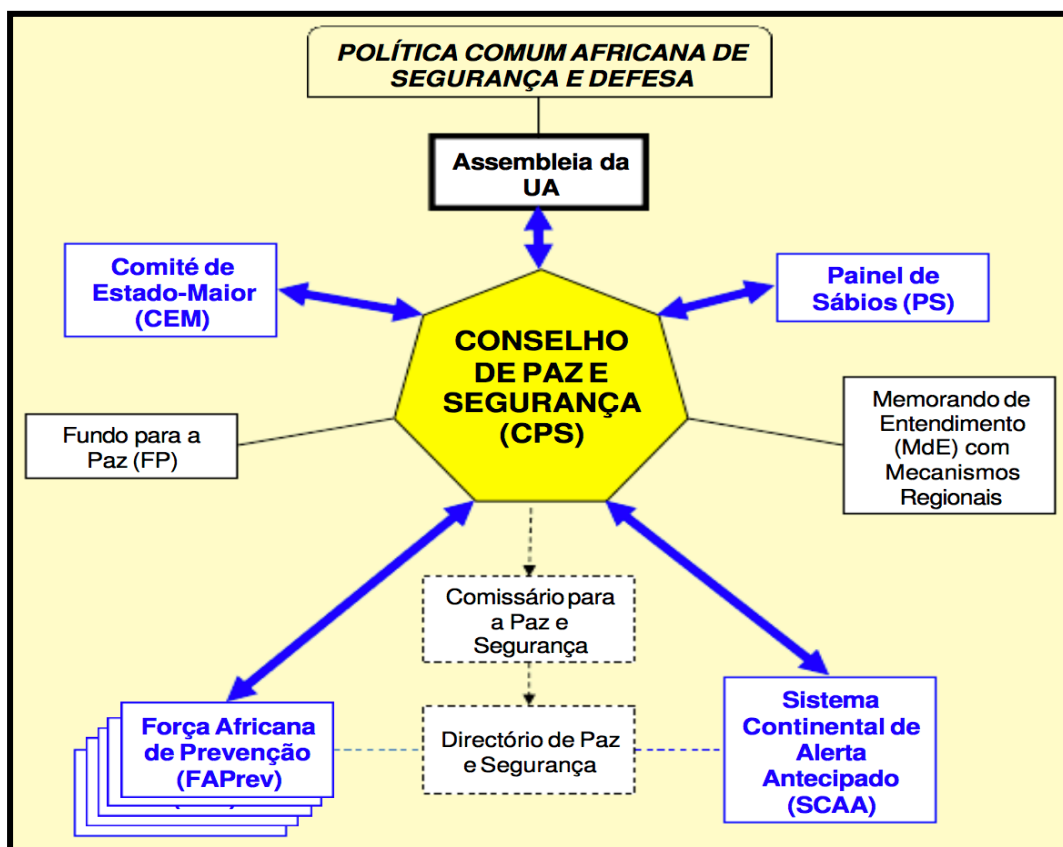 POLÍTICA COMUM AFRICANA DE
SEGURANÇA E DEFESA
Assembleia da
UA
Comité de
Estado-Maior
(CEM)
Painel de
Sábios (PS)
CONSELHO
DE PAZ E
SEGURANÇA
(CPS)
Fundo para a
Paz (FP)
Memorando de
Entendimento
(MdE) com
Mecanismos
Regionais
Comissário para
a Paz e
Segurança
Força Africana
de Prevenção
(FAPrev)
Directório de Paz
e Segurança
Sistema
Continental de
Alerta
Antecipado
(SCAA)